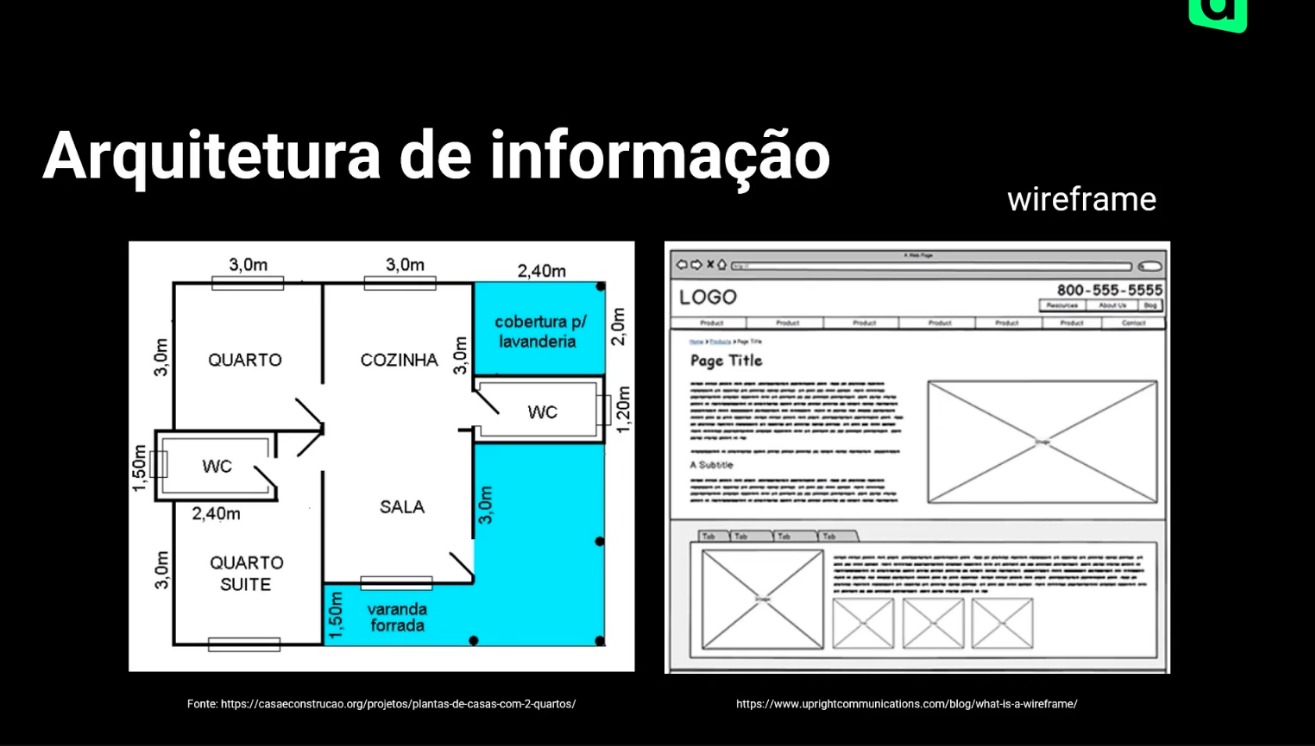 Arquitetura de informação
wireframe
3,0m
3,0m
2,40m
3,0m
QUARTO
COZINHA
3,0m
cobertura p/
lavanderia
2,0m
WC
1,20m
1,50m
WC
2,40m
SALA
3,0m
3,0m
QUARTO
SUITE
1,50m
varanda
forrada
A Web Page
http://
LOGO
800-555-5555
Resources About Us Blog
Product Product Product Product Product Product Contact
Home > Products > Page Title
Page Title
Image
A Subtitle
Tab Tab Tab Tab
Image
Fonte: https://casaeconstrucao.org/projetos/plantas-de-casas-com-2-quartos/
https://www.uprightcommunications.com/blog/what-is-a-wireframe/